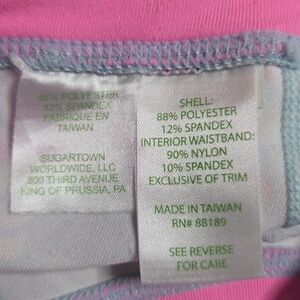 88% POLYESTER
12% SPANDEX
FABRIQUE EN
TAIWAN
SUGARTOWN
WORLDWIDE, LLC
800 THIRD AVENUE
KING OF PRUSSIA, PA
SHELL:
88% POLYESTER
12% SPANDEX
INTERIOR WAISTBAND:
90% NYLON
10% SPANDEX
EXCLUSIVE OF TRIM
MADE IN TAIWAN
RN# 88189
SEE REVERSE
FOR CARE